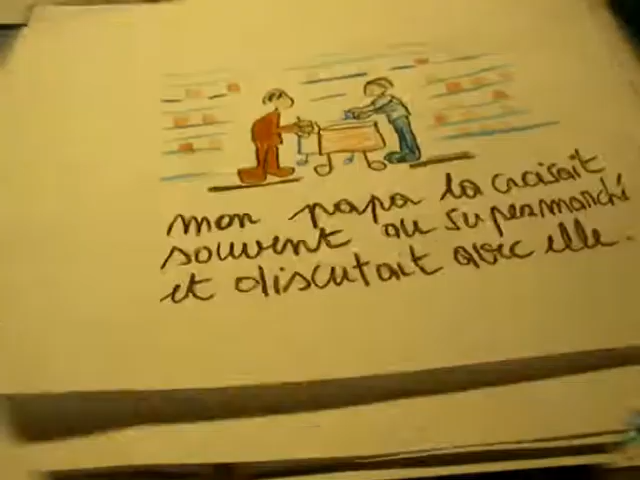 mon papa la croisait
souvent au supermarché
et discutait avec elle.